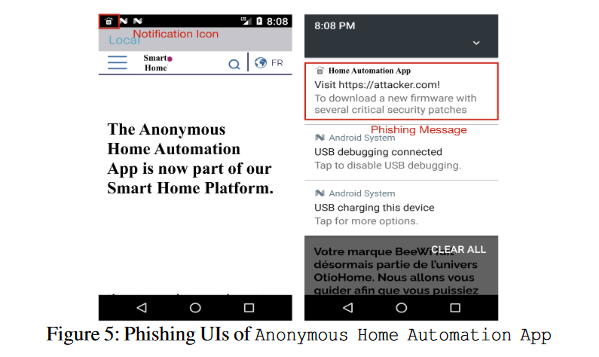 8:08
Notification Icon
Local
Smart
Home
FR
The Anonymous
Home Automation
App is now part of our
Smart Home Platform.
8:08 PM
Home Automation App
Visit https://attacker.com!
To download a new firmware with
several critical security patches
Phishing Message
Android System
USB debugging connected
Tap to disable USB debugging.
Android System
USB charging this device
Tap for more options.
CLEAR ALL
Votre marque BeeW
désormais partie de l'univers
OtioHome. Nous allons vous
guider afin que vous puissiez
Figure 5: Phishing UIs of Anonymous Home Automation App